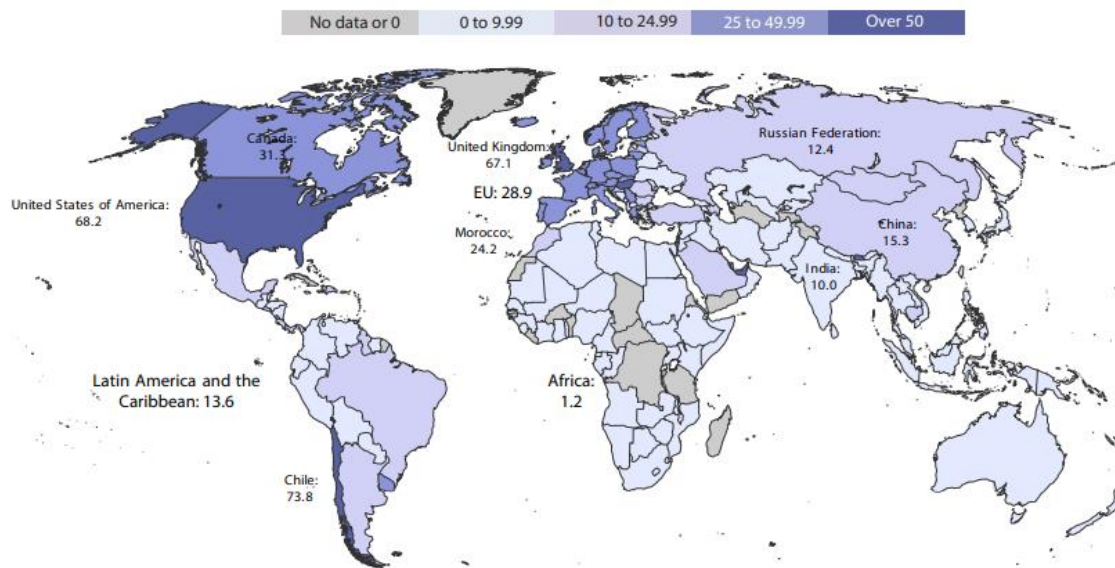 No data or 0
0 to 9.99
10 to 24.99
25 to 49.99
Over 50
Canada:
31.3
United Kingdom:
67.1
Russian Federation:
12.4
United States of America:
68.2
EU: 28.9
Morocco:
24.2
China:
15.3
India:
10.0
Latin America and the
Caribbean: 13.6
Africa:
1.2
Chile:
73.8